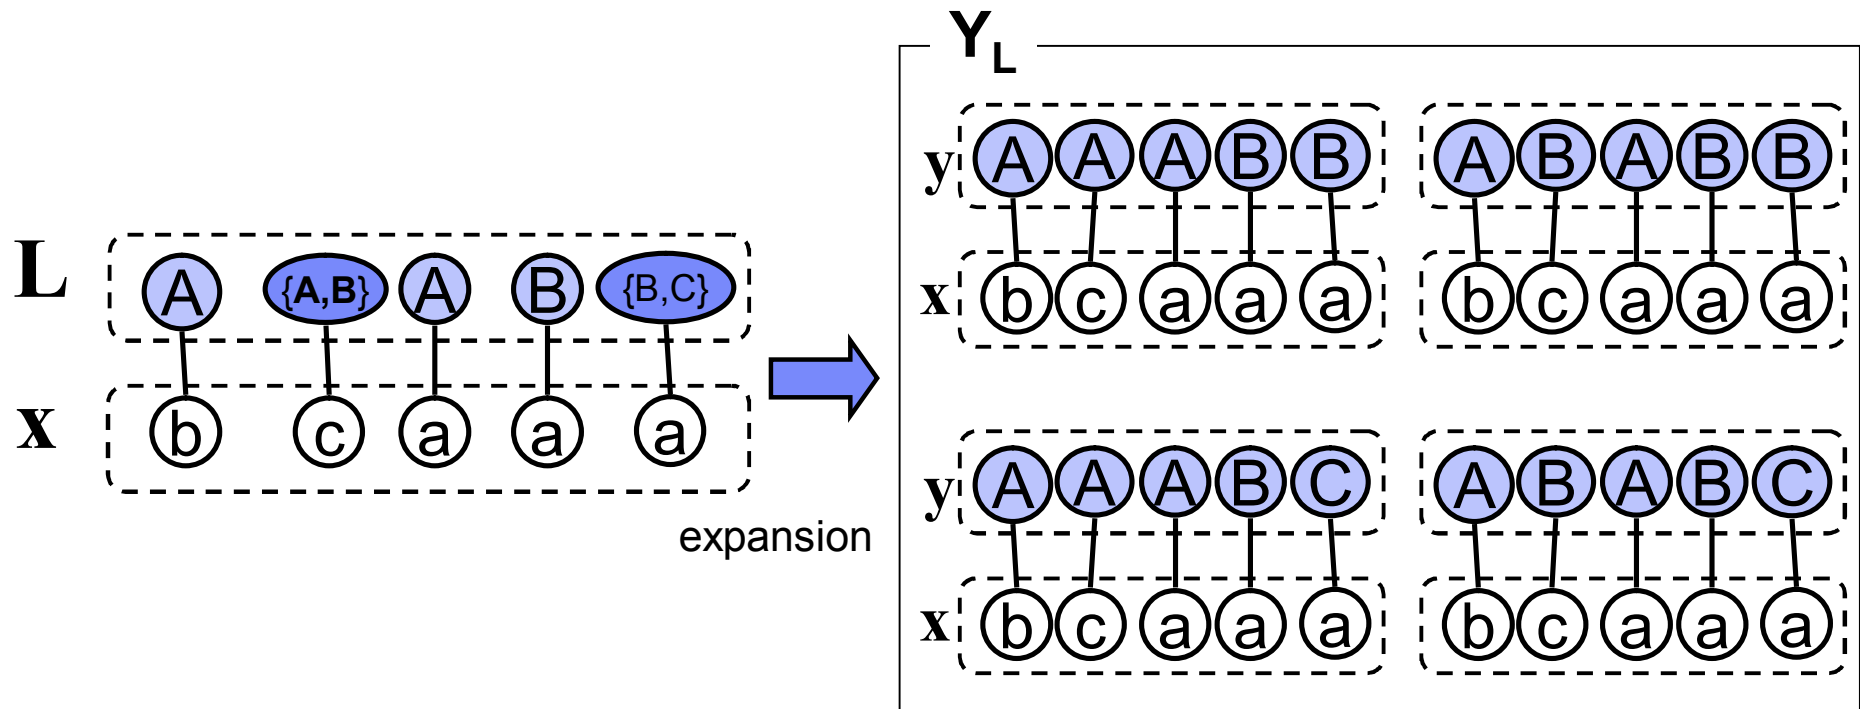 L A {A,B} A B {B,C}
x b c a a a
expansion
Y_L
y A A A B B A B A B B
x b c a a a b c a a a
y A A A B C A B A B C
x b c a a a b c a a a